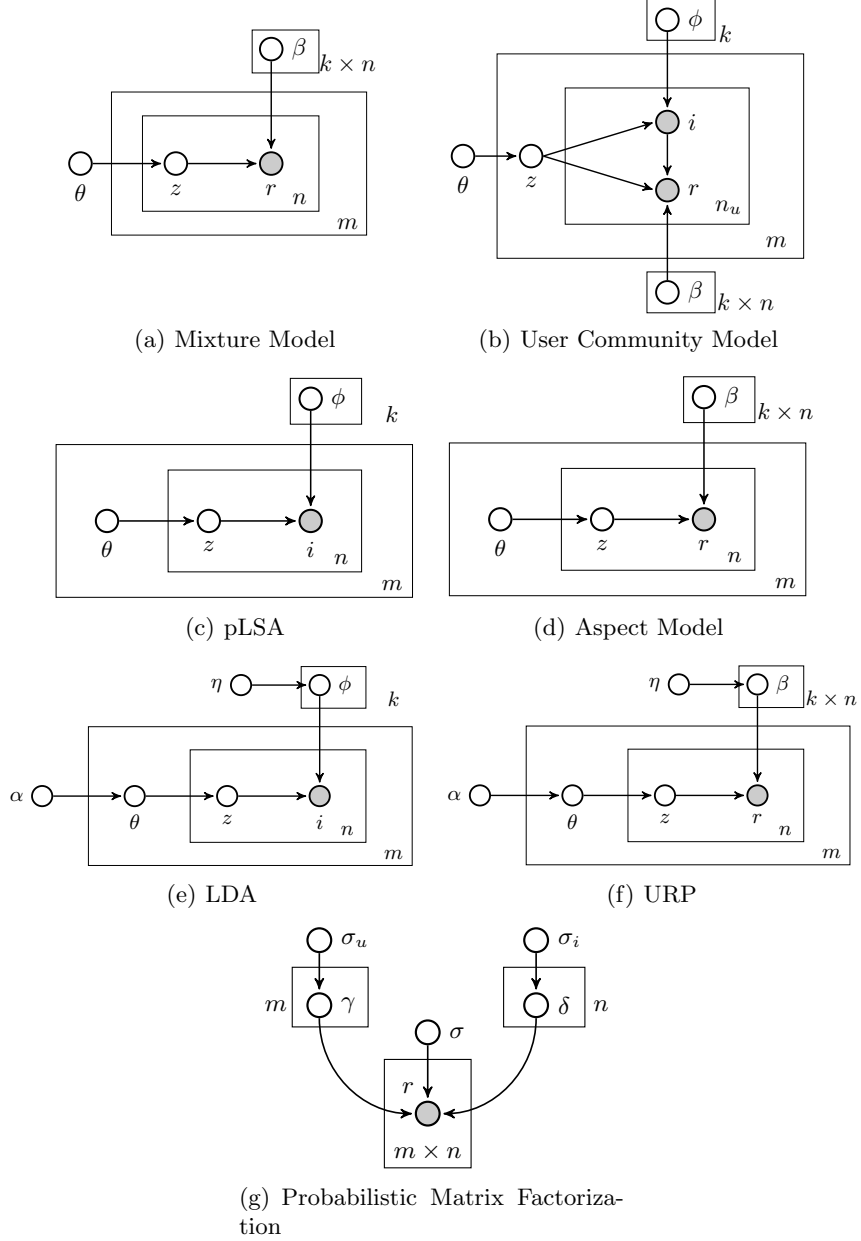 β
k × n
θ
z
r
n
m
(a) Mixture Model
φ
k
i
θ
z
r
n_u
m
β
k × n
(b) User Community Model
φ
k
θ
z
i
n
m
(c) pLSA
β
k × n
θ
z
r
n
m
(d) Aspect Model
η
φ
k
α
θ
z
i
n
m
(e) LDA
η
β
k × n
α
θ
z
r
n
m
(f) URP
σ_u
σ_i
m
γ
δ
n
σ
r
m × n
(g) Probabilistic Matrix Factoriza-
tion